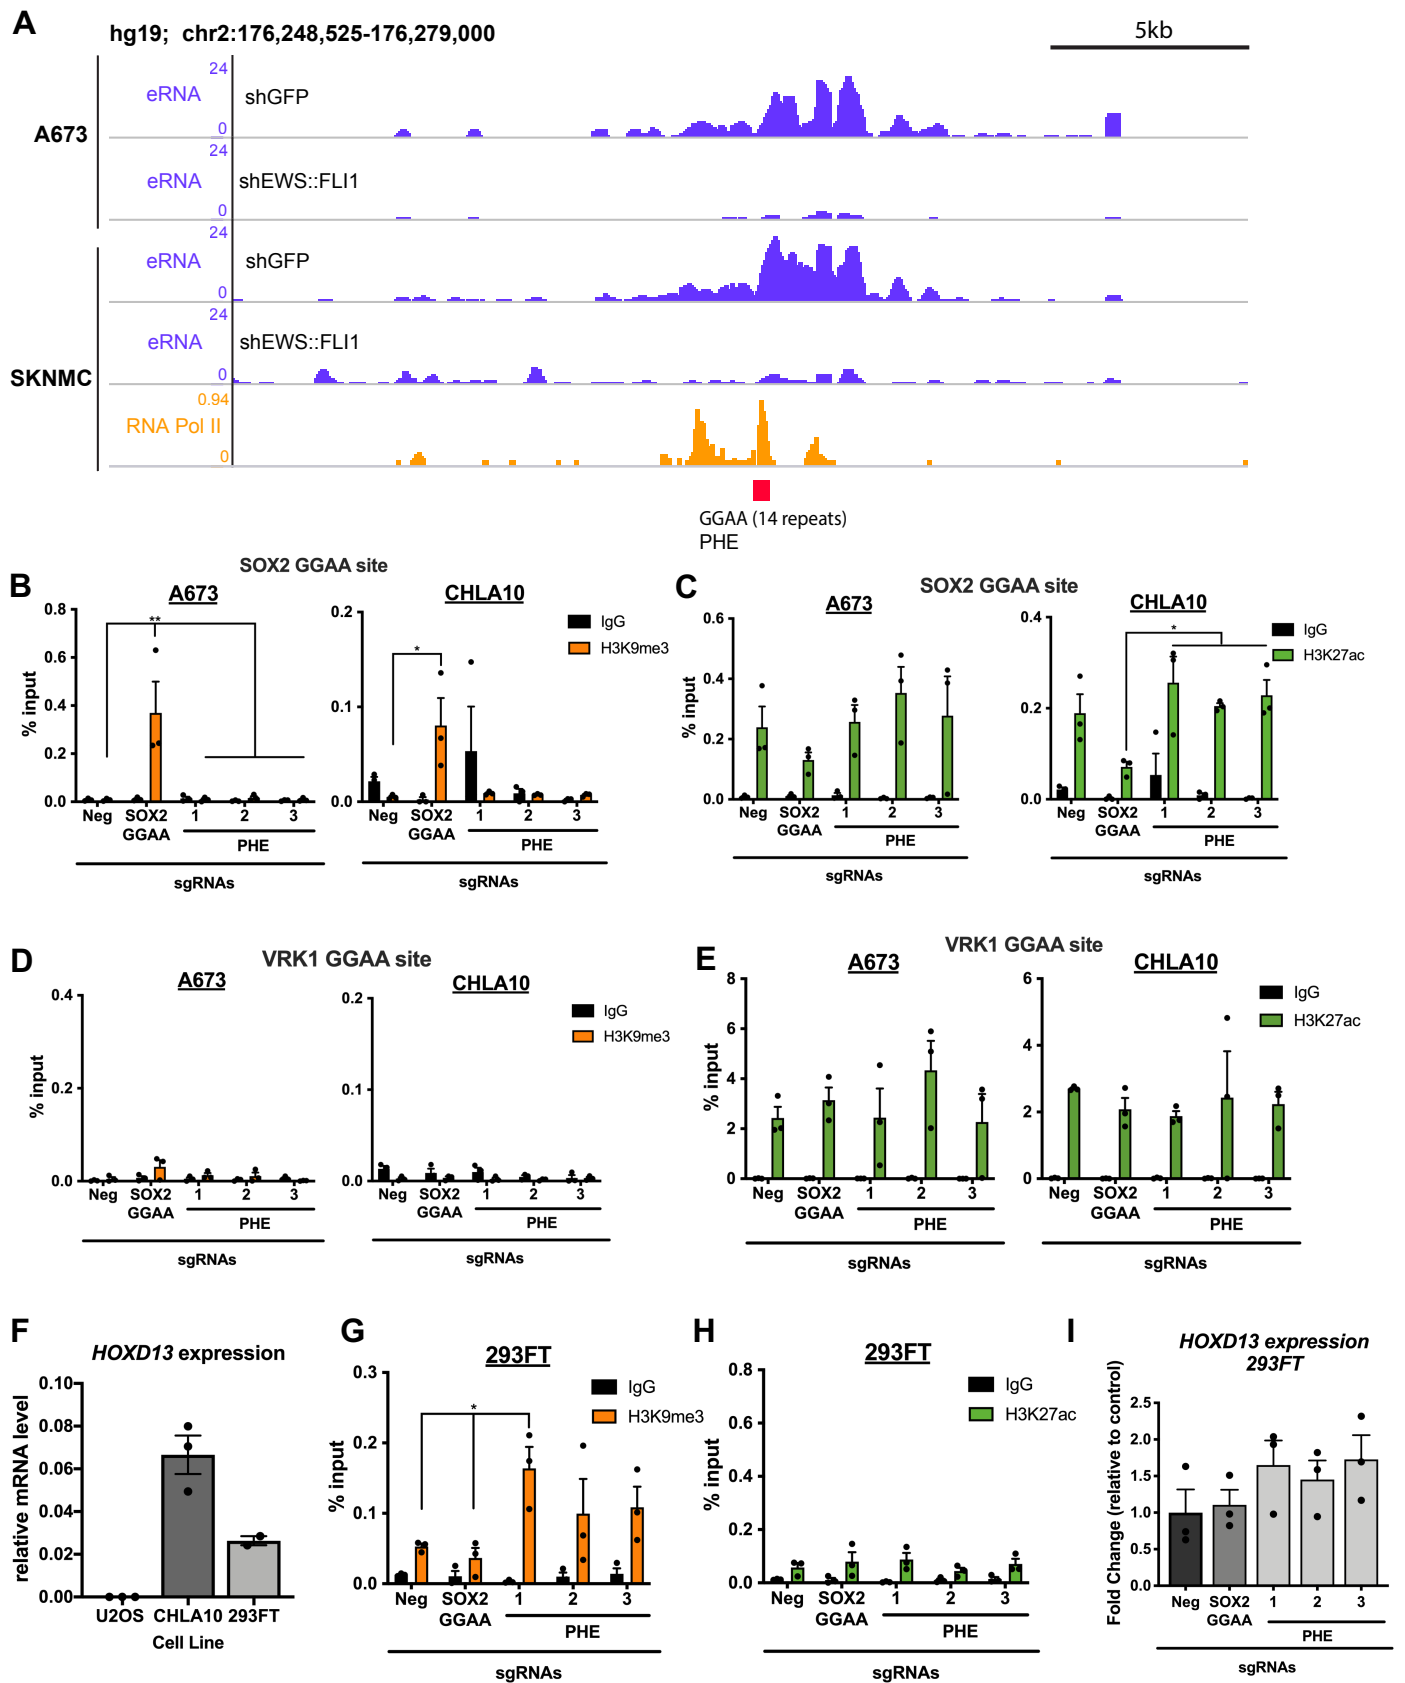 A
hg19; chr2:176,248,525-176,279,000
5kb
24
eRNA
shGFP
0
A673
24
eRNA
shEWS::FLI1
0
24
eRNA
shGFP
0
24
eRNA
shEWS::FLI1
0
SKNMC
0.94
RNA Pol II
0
GGAA (14 repeats)
PHE
B
SOX2 GGAA site
A673
CHLA10
IgG
H3K9me3
% input
0.8
0.6
0.4
0.2
0.0
**
Neg
SOX2
GGAA
1
2
3
PHE
sgRNAs
0.2
0.1
0.0
*
Neg
SOX2
GGAA
1
2
3
PHE
sgRNAs
C
SOX2 GGAA site
A673
CHLA10
IgG
H3K27ac
% input
0.6
0.4
0.2
0.0
Neg
SOX2
GGAA
1
2
3
PHE
sgRNAs
0.4
0.2
0.0
*
Neg
SOX2
GGAA
1
2
3
PHE
sgRNAs
D
VRK1 GGAA site
A673
CHLA10
IgG
H3K9me3
% input
0.4
0.2
0.0
Neg
SOX2
GGAA
1
2
3
PHE
sgRNAs
0.2
0.1
0.0
Neg
SOX2
GGAA
1
2
3
PHE
sgRNAs
E
VRK1 GGAA site
A673
CHLA10
IgG
H3K27ac
% input
8
6
4
2
0
Neg
SOX2
GGAA
1
2
3
PHE
sgRNAs
6
4
2
0
Neg
SOX2
GGAA
1
2
3
PHE
sgRNAs
F
HOXD13 expression
relative mRNA level
0.10
0.08
0.06
0.04
0.02
0.00
U2OS
CHLA10
293FT
Cell Line
G
293FT
IgG
H3K9me3
% input
0.3
0.2
0.1
0.0
*
Neg
SOX2
GGAA
1
2
3
PHE
sgRNAs
H
293FT
IgG
H3K27ac
% input
0.8
0.6
0.4
0.2
0.0
Neg
SOX2
GGAA
1
2
3
PHE
sgRNAs
I
HOXD13 expression
293FT
Fold Change (relative to control)
2.5
2.0
1.5
1.0
0.5
0.0
Neg
SOX2
GGAA
1
2
3
PHE
sgRNAs